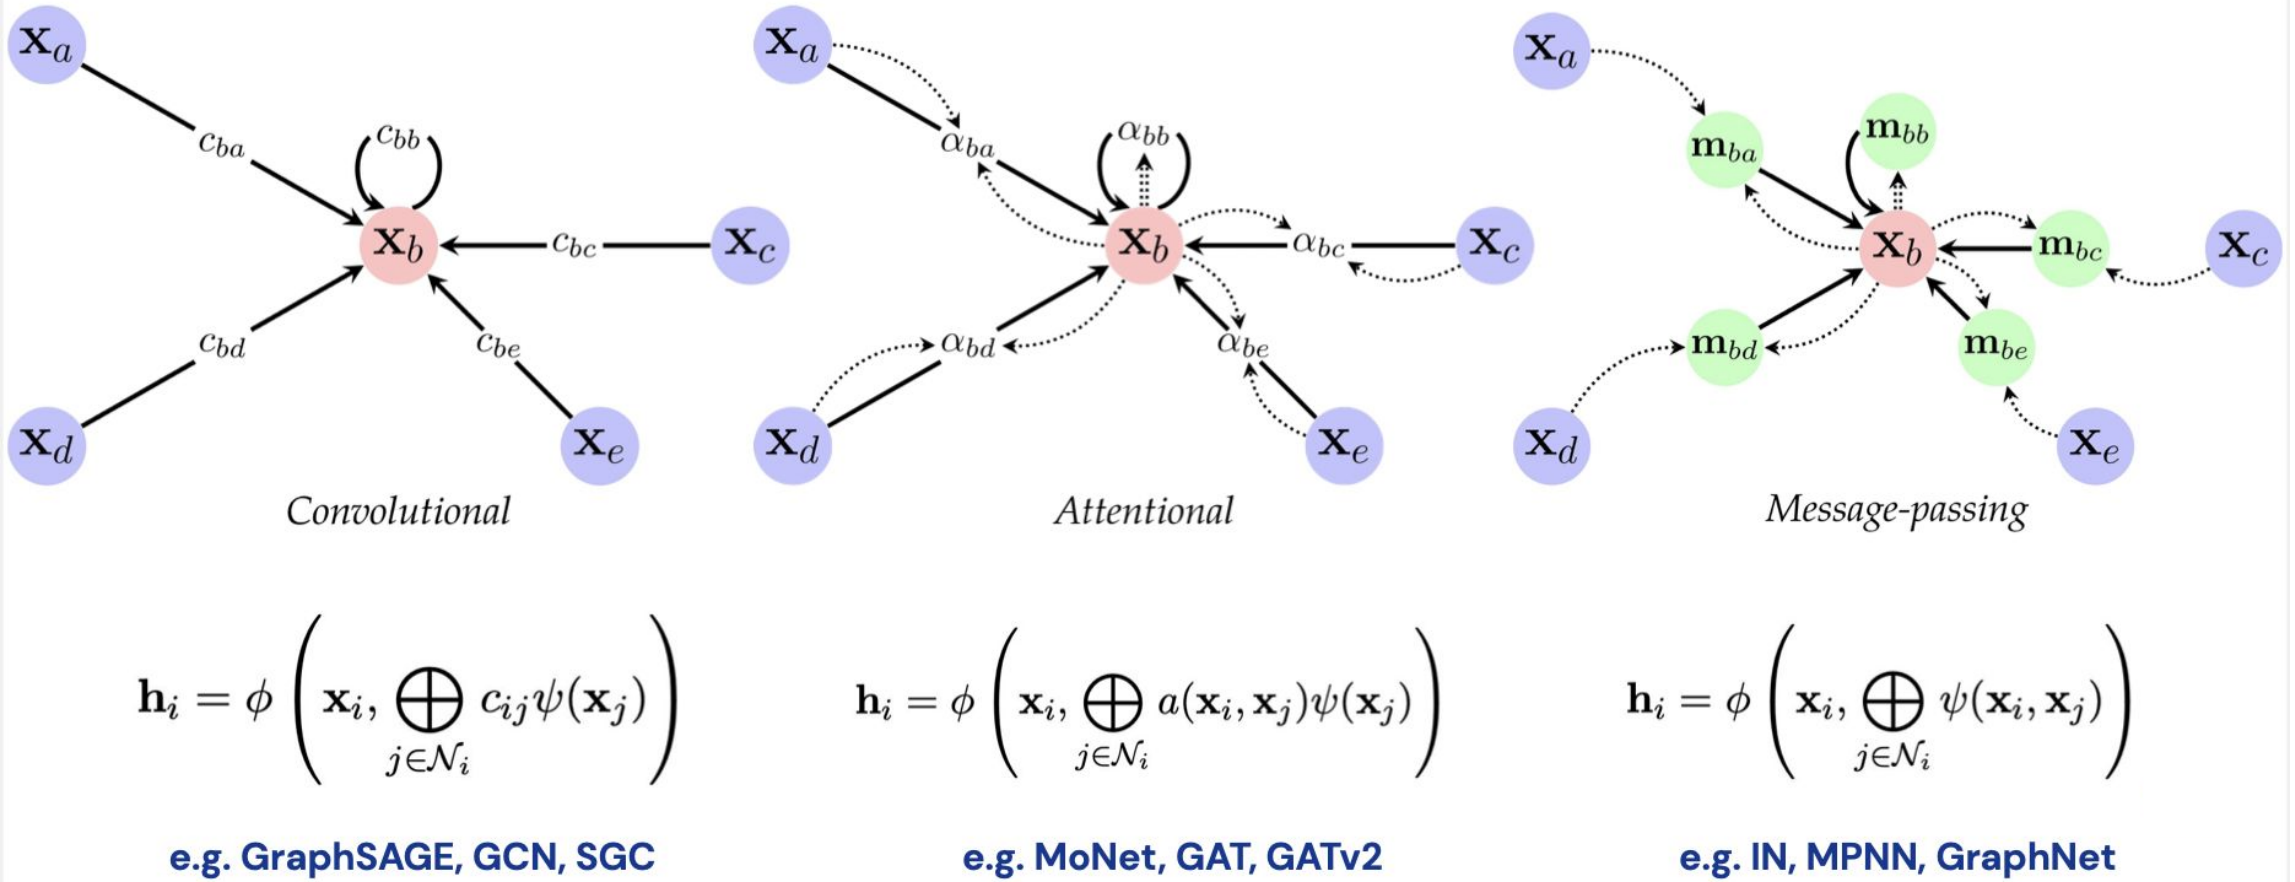 x_a
c_ba
c_bb
x_b
c_bc
x_c
c_bd
c_be
x_d
x_e
Convolutional
h_i = ϕ ( x_i, ⨁_{j∈𝒩_i} c_ij ψ(x_j) )
e.g. GraphSAGE, GCN, SGC
x_a
α_ba
α_bb
x_b
α_bc
x_c
α_bd
α_be
x_d
x_e
Attentional
h_i = ϕ ( x_i, ⨁_{j∈𝒩_i} a(x_i, x_j)ψ(x_j) )
e.g. MoNet, GAT, GATv2
x_a
m_ba
m_bb
x_b
m_bc
x_c
m_bd
m_be
x_d
x_e
Message-passing
h_i = ϕ ( x_i, ⨁_{j∈𝒩_i} ψ(x_i, x_j) )
e.g. IN, MPNN, GraphNet